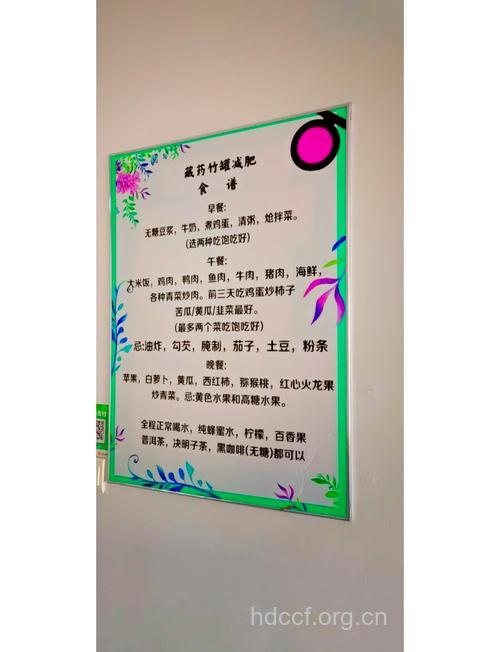 藏药竹罐减肥
食 谱
早餐:
无糖豆浆，牛奶，煮鸡蛋，清粥，炝拌菜。
(选两种吃饱吃好)
午餐:
大米饭，鸡肉，鸭肉，鱼肉，牛肉，猪肉，海鲜，
各种青菜炒肉。前三天吃鸡蛋炒柿子
苦瓜/黄瓜/韭菜最好。
(最多两个菜吃饱吃好)
忌:油炸，勾芡，腌制，茄子，土豆，粉条
晚餐:
苹果，白萝卜，黄瓜，西红柿，猕猴桃，红心火龙果
炒青菜。忌:黄色水果和高糖水果。
全程正常喝水，纯蜂蜜水，柠檬，百香果
普洱茶，决明子茶，黑咖啡(无糖)都可以
hdccf.org.cn